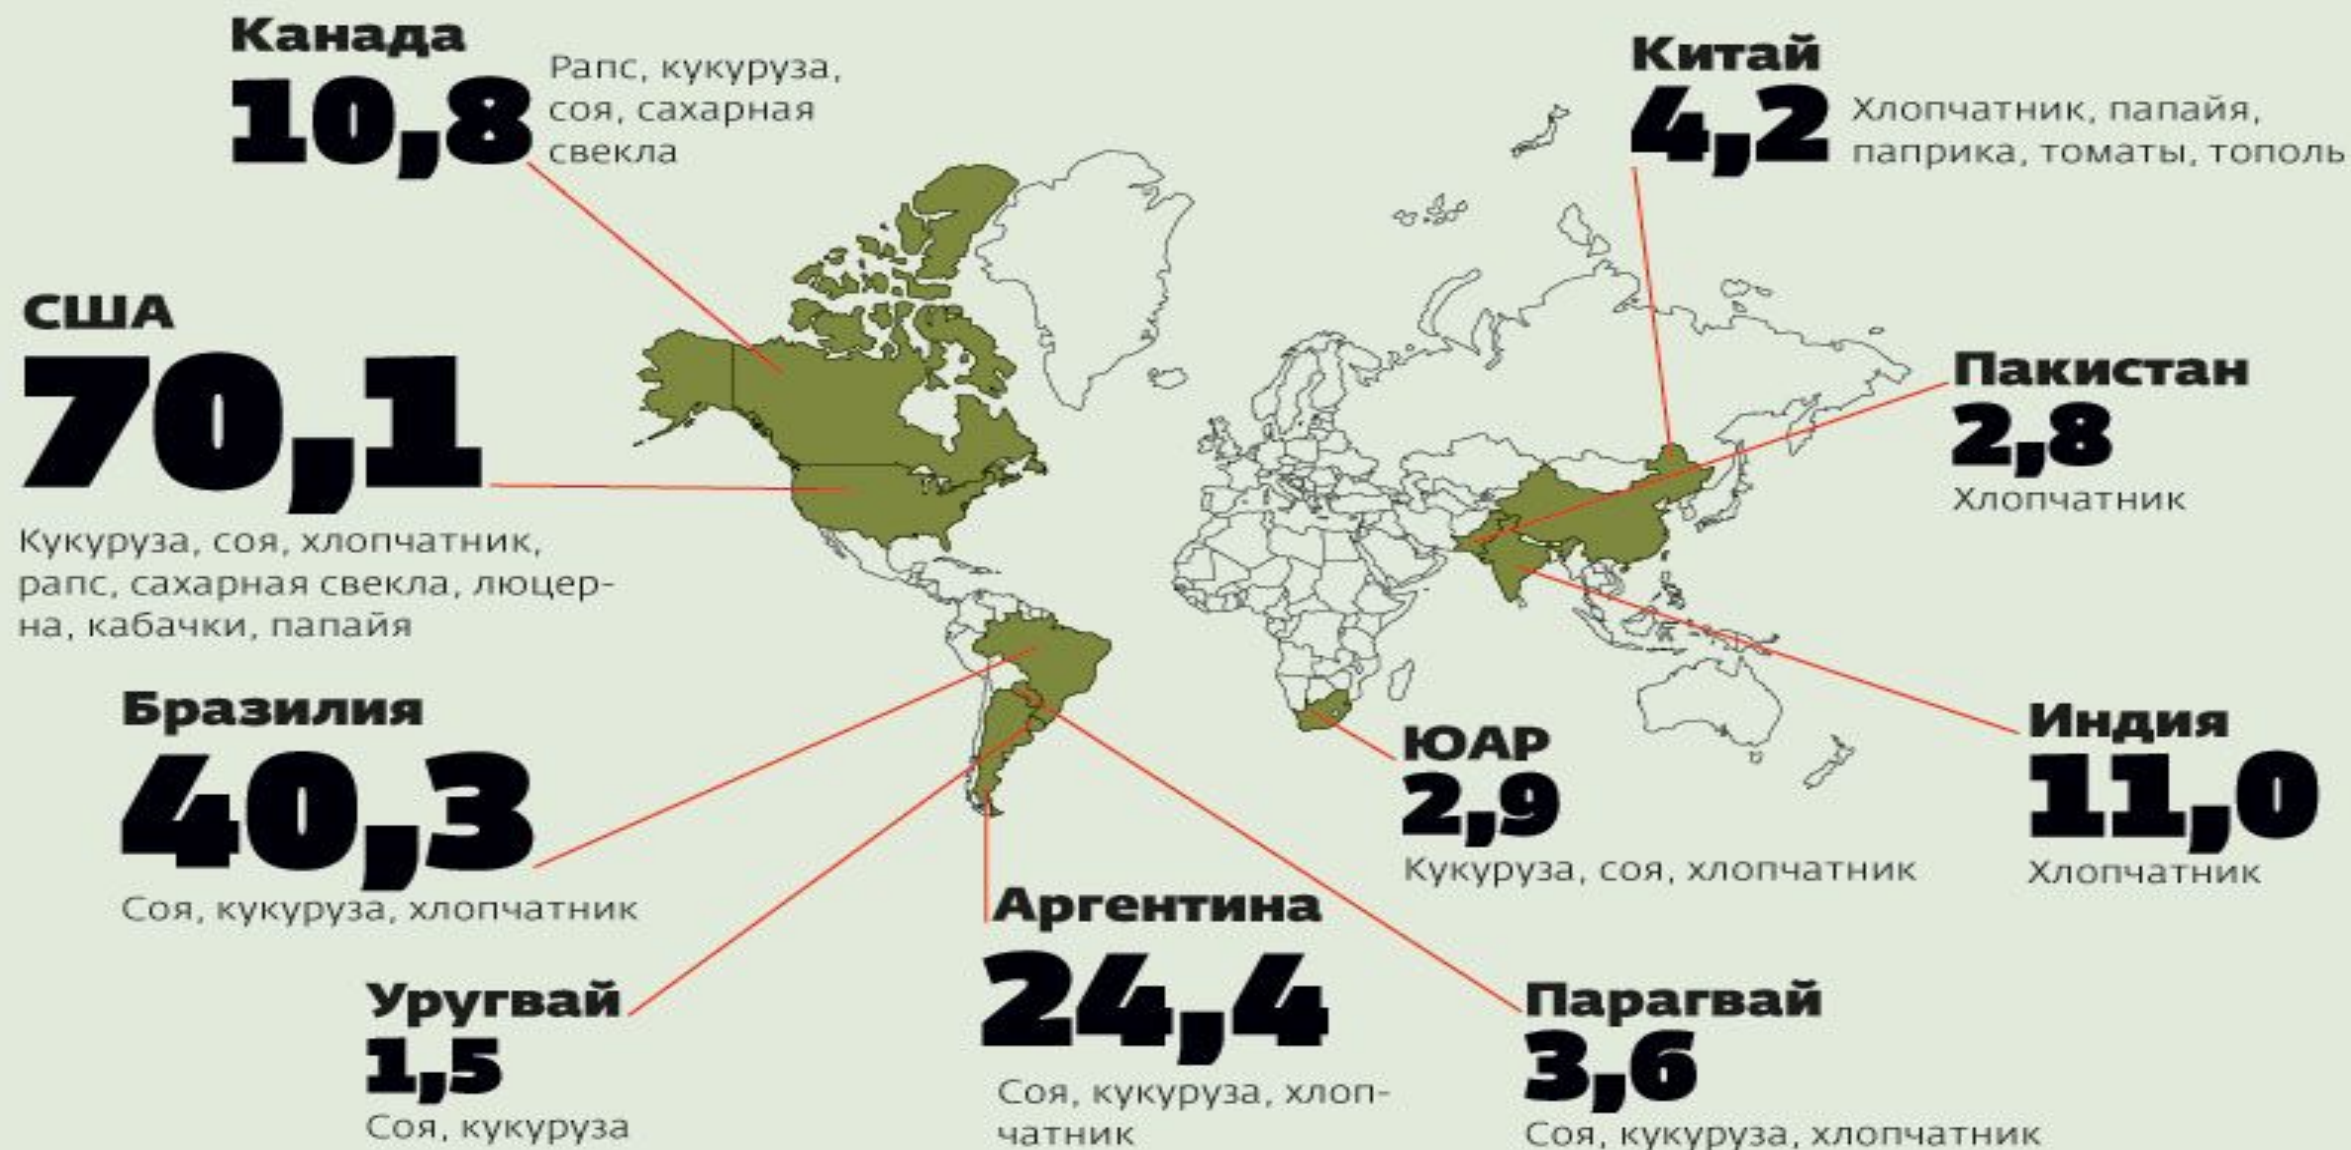 Канада
10,8
Рапс, кукуруза,
соя, сахарная
свекла
Китай
4,2
Хлопчатник, папайя,
паприка, томаты, тополь
США
70,1
Кукуруза, соя, хлопчатник,
рапс, сахарная свекла, люцер-
на, кабачки, папайя
Пакистан
2,8
Хлопчатник
Бразилия
40,3
Соя, кукуруза, хлопчатник
ЮАР
2,9
Кукуруза, соя, хлопчатник
Индия
11,0
Хлопчатник
Уругвай
1,5
Соя, кукуруза
Аргентина
24,4
Соя, кукуруза, хлоп-
чатник
Парагвай
3,6
Соя, кукуруза, хлопчатник